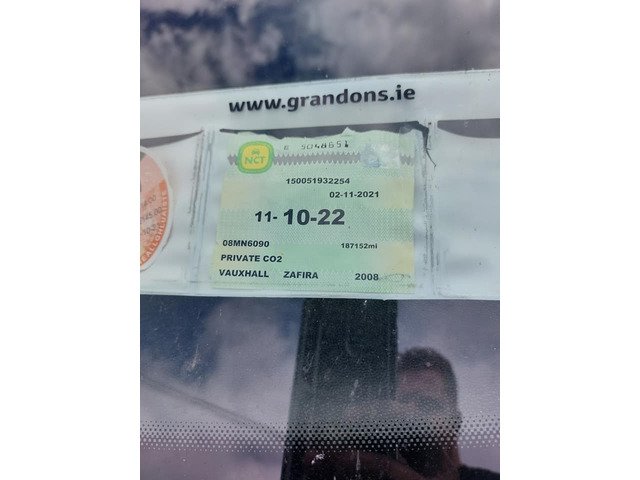 www.grandons.ie
NCT
150051932254
02-11-2021
11- 10-22
08MN6090 187152mi
PRIVATE CO2
VAUXHALL ZAFIRA 2008